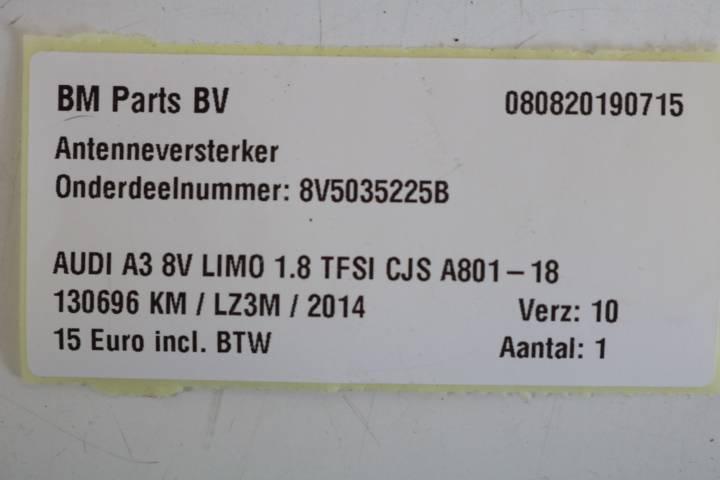 BM Parts BV 080820190715
Antenneversterker
Onderdeelnummer: 8V5035225B
AUDI A3 8V LIMO 1.8 TFSI CJS A801-18
130696 KM / LZ3M / 2014 Verz: 10
15 Euro incl. BTW Aantal: 1